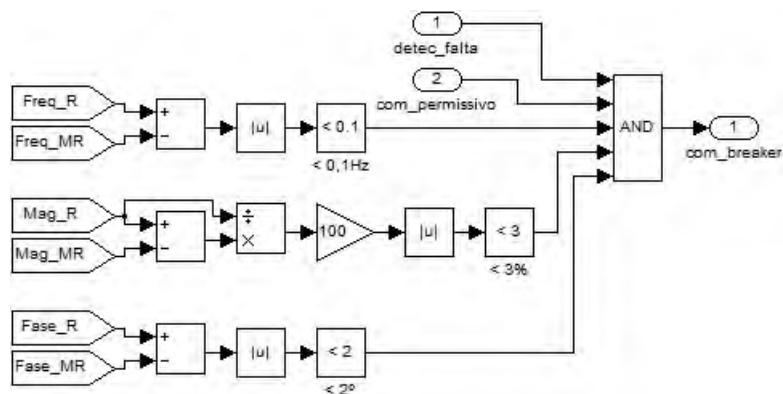 1
detec_falta
2
com_permissivo
Freq_R
Freq_MR
+
−
|u|
< 0.1
< 0,1Hz
AND
1
com_breaker
Mag_R
Mag_MR
+
−
÷
×
100
|u|
< 3
< 3%
Fase_R
Fase_MR
+
−
|u|
< 2
< 2º